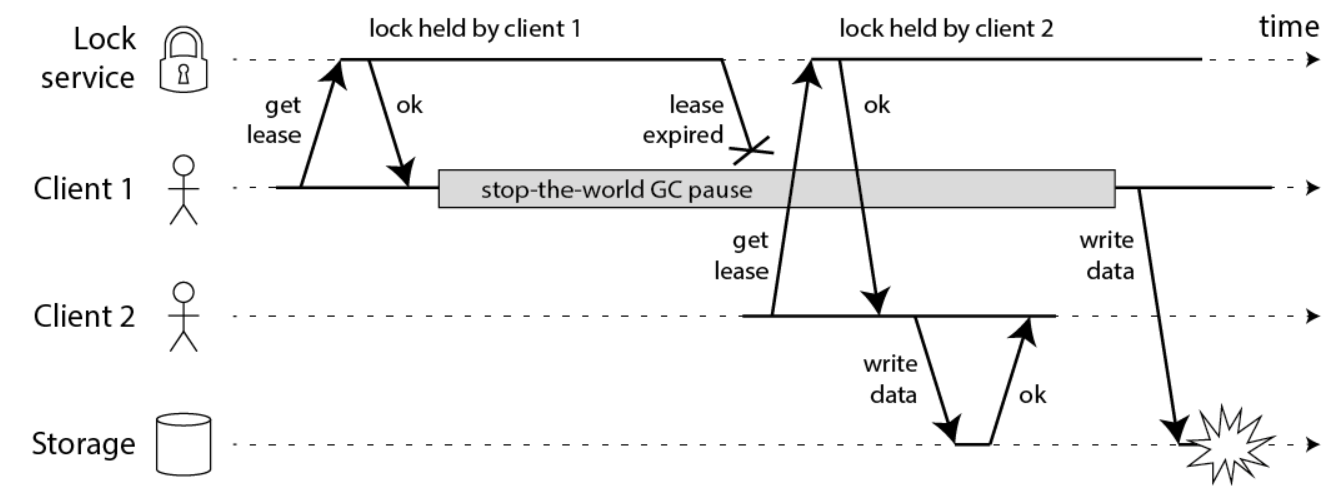 lock held by client 1
lock held by client 2
time
Lock
service
get
lease
ok
lease
expired
ok
Client 1
stop-the-world GC pause
get
lease
write
data
Client 2
write
data
ok
Storage